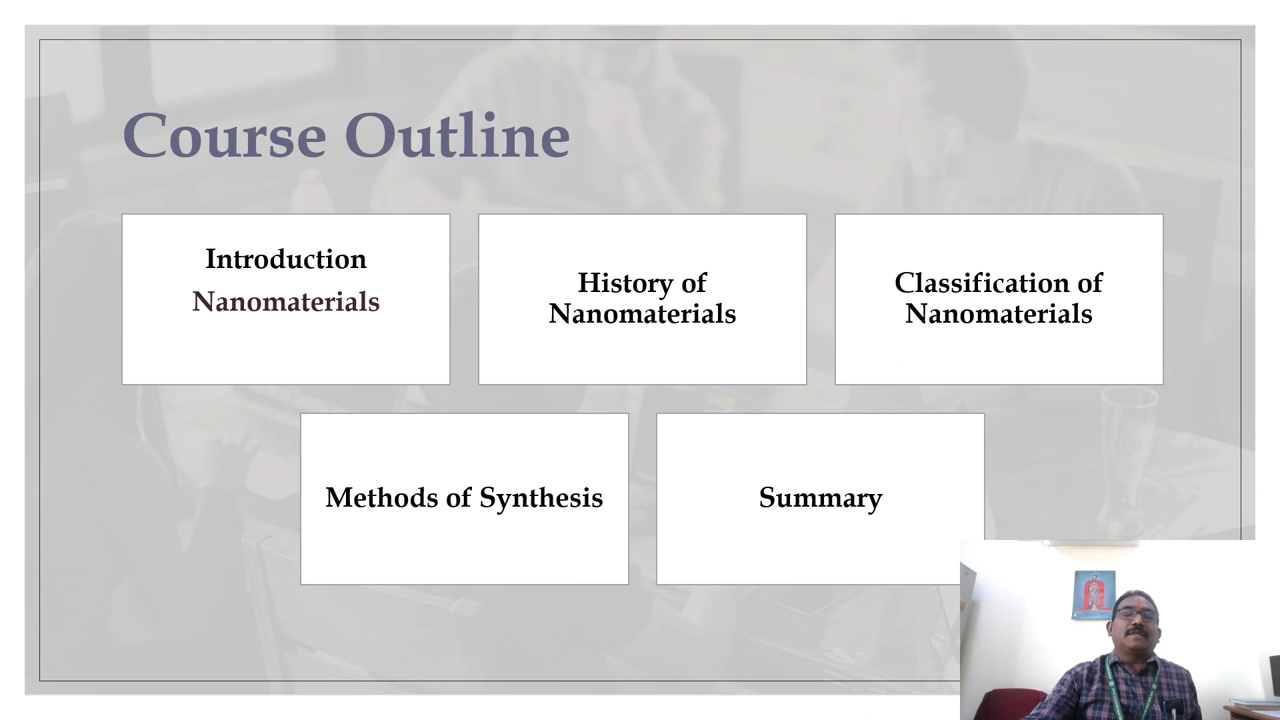 Course Outline
Introduction
Nanomaterials
History of
Nanomaterials
Classification of
Nanomaterials
Methods of Synthesis
Summary